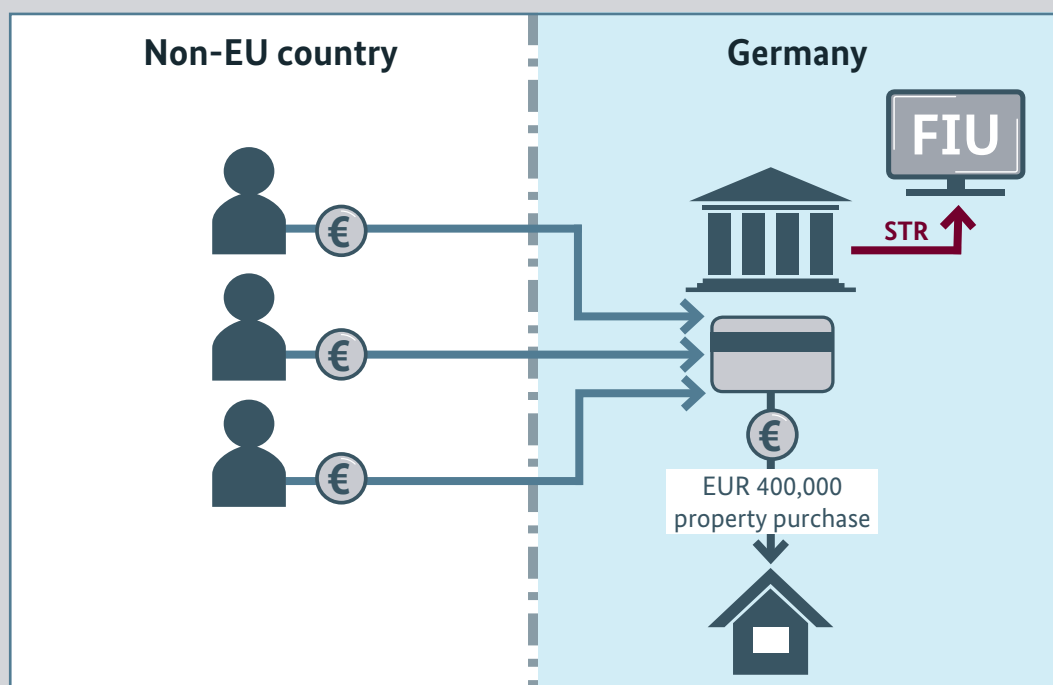 Non-EU country
Germany
FIU
STR
€
€
€
€
EUR 400,000
property purchase